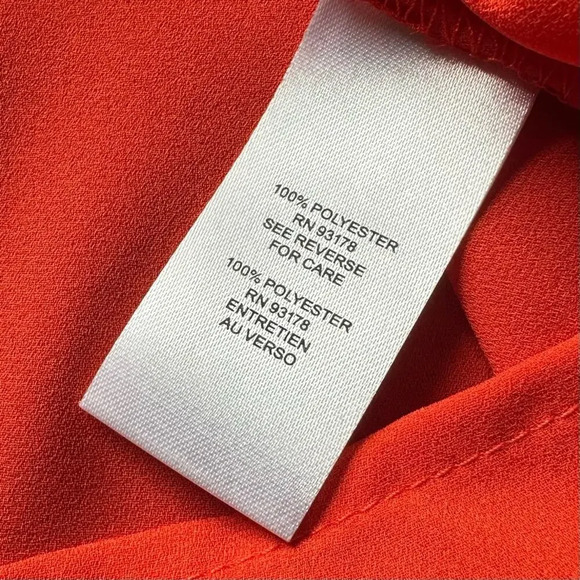 100% POLYESTER
RN 93178
SEE REVERSE
FOR CARE
100% POLYESTER
RN 93178
ENTRETIEN
AU VERSO